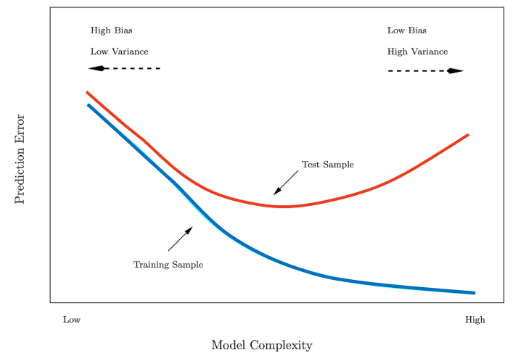 High Bias
Low Variance
Low Bias
High Variance
Prediction Error
Test Sample
Training Sample
Low
High
Model Complexity